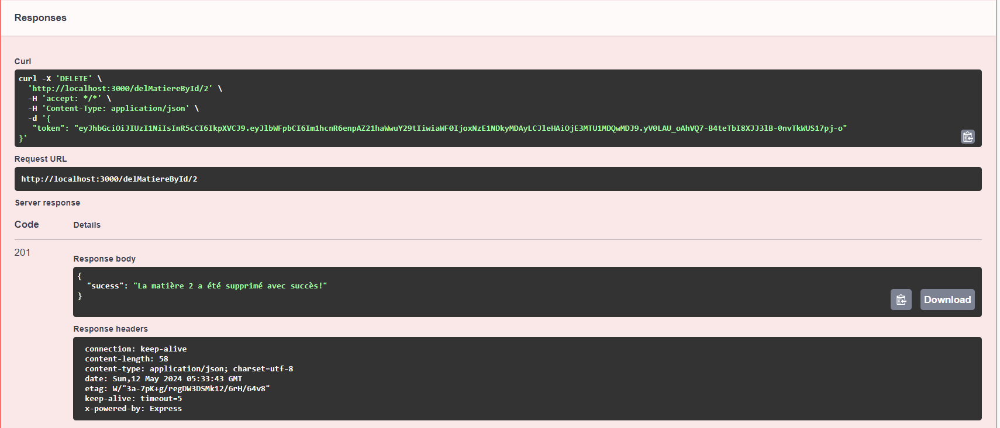 Responses
Curl
curl -X 'DELETE' \
'http://localhost:3000/delMatiereById/2' \
-H 'accept: */*' \
-H 'Content-Type: application/json' \
-d '{
"token": "eyJhbGciOiJIUzI1NiIsInR5cCI6IkpXVCJ9.eyJlbWFpbCI6Im1hcnR6enpAZ21haWwuY29tIiwiaWF0IjoxNzE1NDkyMDAyLCJleHAiOjE3MTU1MDQwMDJ9.yV0LAU_oAhVQ7-B4teTbI8XJJ3lB-0nvTkWUS17pj-o"
}'
Request URL
http://localhost:3000/delMatiereById/2
Server response
Code Details
201
Response body
{
"sucess": "La matière 2 a été supprimé avec succès!"
}
Download
Response headers
connection: keep-alive
content-length: 58
content-type: application/json; charset=utf-8
date: Sun,12 May 2024 05:33:43 GMT
etag: W/"3a-7pK+g/regDW3DSMk12/6rH/64v8"
keep-alive: timeout=5
x-powered-by: Express